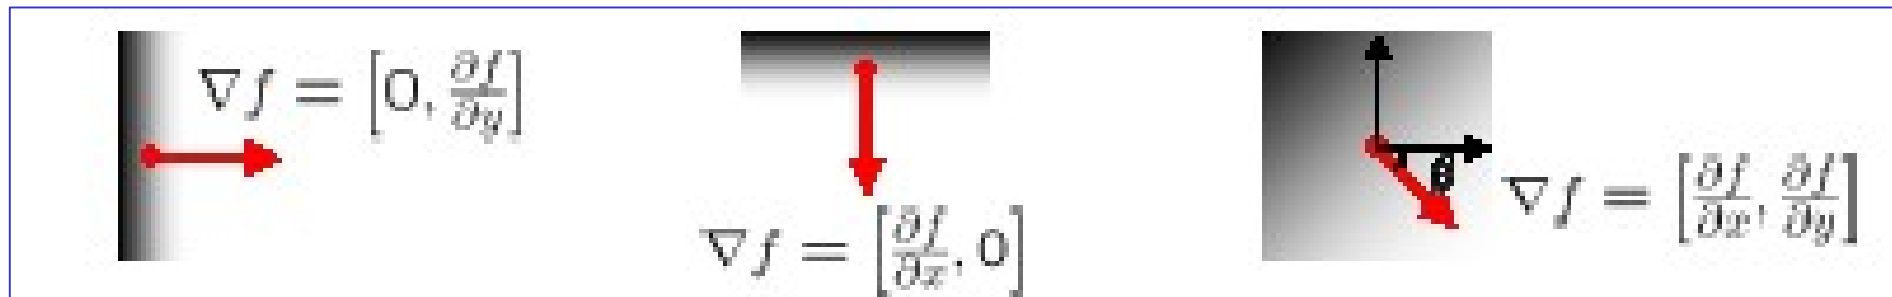 ∇f = [0, ∂f/∂y]
∇f = [∂f/∂x, 0]
θ
∇f = [∂f/∂x, ∂f/∂y]